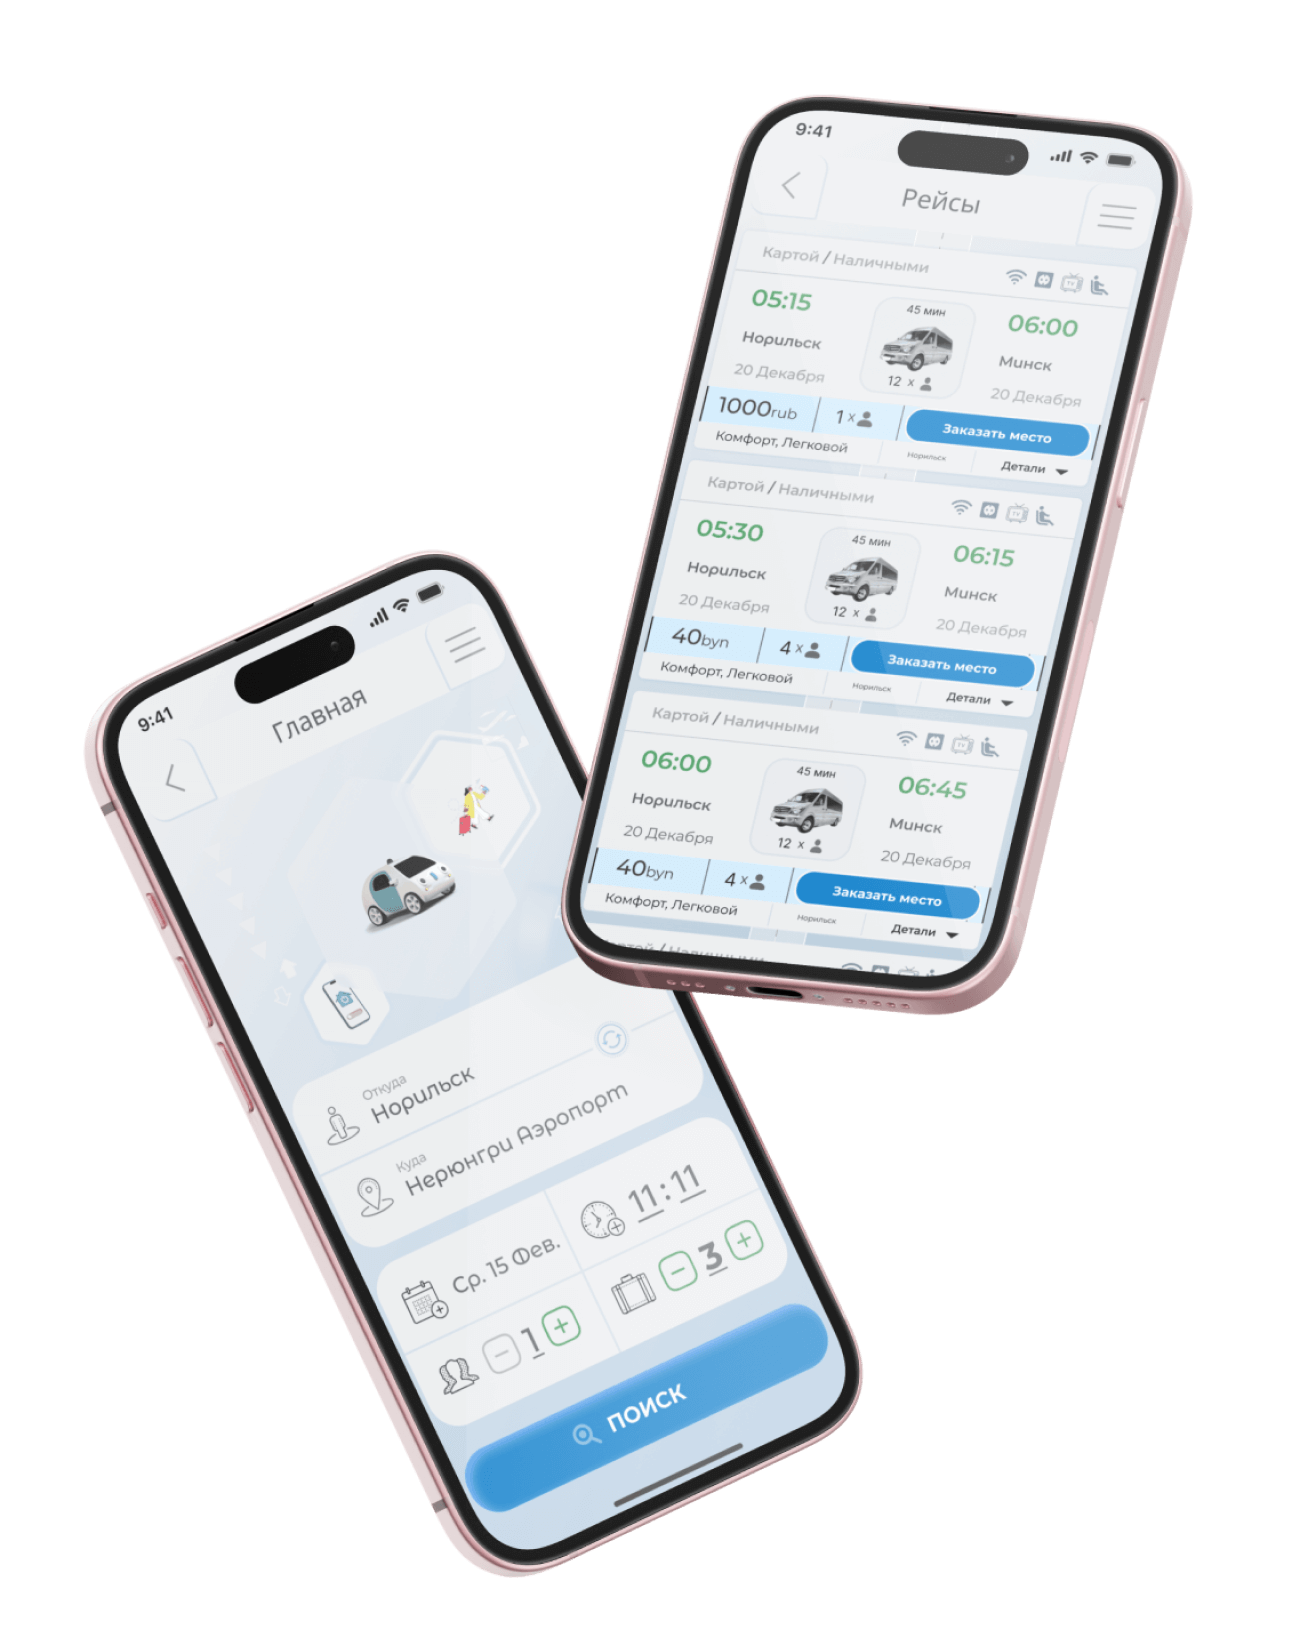 9:41
Рейсы
Картой / Наличными
05:15
45 мин
06:00
Норильск
Минск
20 Декабря
12 x
20 Декабря
1000rub
1 x
Заказать место
Комфорт, Легковой
Норильск
Детали
Картой / Наличными
05:30
45 мин
06:15
Норильск
Минск
20 Декабря
12 x
20 Декабря
40byn
4 x
Заказать место
Комфорт, Легковой
Норильск
Детали
Картой / Наличными
06:00
45 мин
06:45
Норильск
Минск
20 Декабря
12 x
20 Декабря
40byn
4 x
Заказать место
Комфорт, Легковой
Норильск
Детали
Картой / Наличными
9:41
Главная
Откуда
Норильск
Куда
Нерюнгри Аэропорт
Ср. 15 Фев.
11 : 11
1
3
ПОИСК